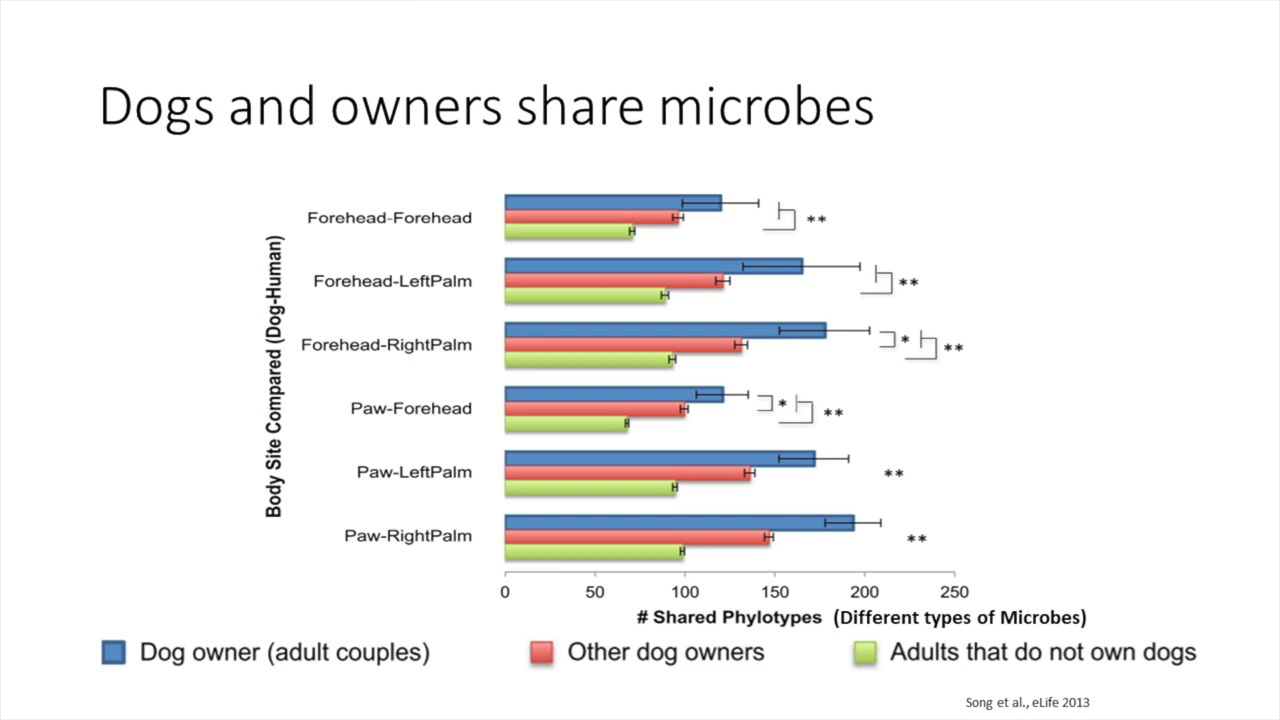 Dogs and owners share microbes
Body Site Compared (Dog-Human)
Forehead-Forehead
**
Forehead-LeftPalm
**
Forehead-RightPalm
* **
Paw-Forehead
* **
Paw-LeftPalm
**
Paw-RightPalm
**
0 50 100 150 200 250
# Shared Phylotypes (Different types of Microbes)
Dog owner (adult couples) Other dog owners Adults that do not own dogs
Song et al., eLife 2013